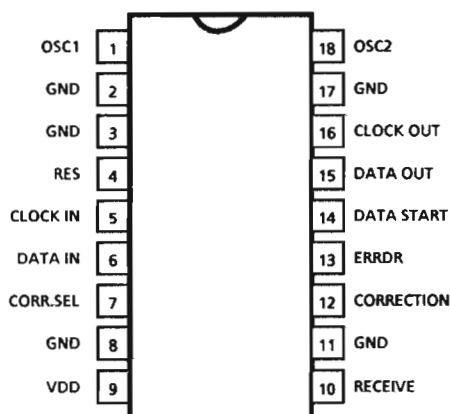 OSC1 1 18 OSC2
GND 2 17 GND
GND 3 16 CLOCK OUT
RES 4 15 DATA OUT
CLOCK IN 5 14 DATA START
DATA IN 6 13 ERRDR
CORR.SEL 7 12 CORRECTION
GND 8 11 GND
VDD 9 10 RECEIVE